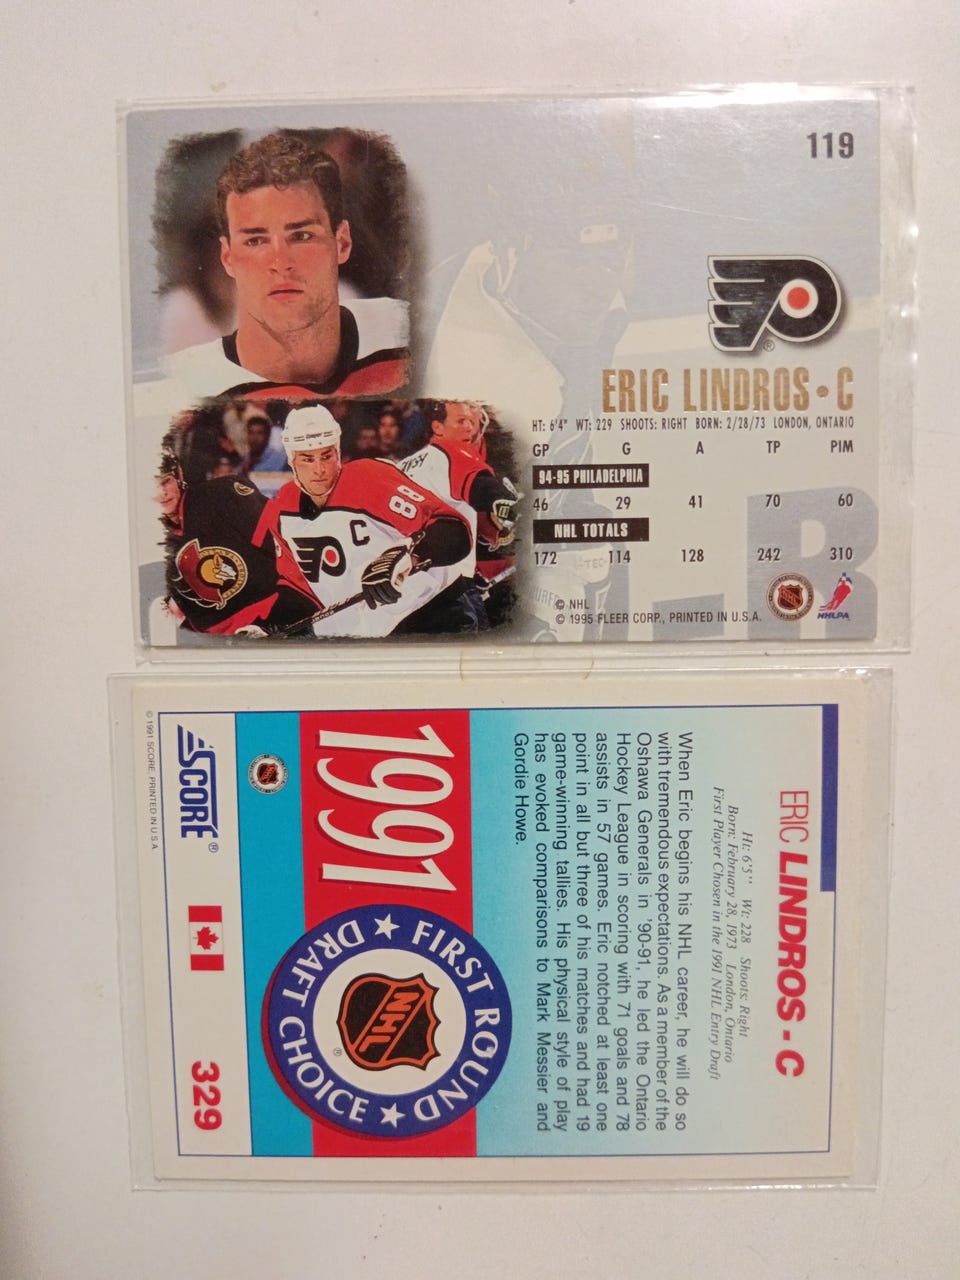 119
ERIC LINDROS • C
HT: 6'4" WT: 229 SHOOTS: RIGHT BORN: 2/28/73 LONDON, ONTARIO
GP G A TP PIM
94-95 PHILADELPHIA
46 29 41 70 60
NHL TOTALS
172 114 128 242 310
© NHL
© 1995 FLEER CORP., PRINTED IN U.S.A.
NHL
NHLPA
C
88
ERIC LINDROS - C
Ht: 6'5'' Wt: 228 Shoots: Right
Born: February 28, 1973 London, Ontario
First Player Chosen in the 1991 NHL Entry Draft
When Eric begins his NHL career, he will do so
with tremendous expectations. As a member of the
Oshawa Generals in '90-91, he led the Ontario
Hockey League in scoring with 71 goals and 78
assists in 57 games. Eric notched at least one
point in all but three of his matches and had 19
game-winning tallies. His physical style of play
has evoked comparisons to Mark Messier and
Gordie Howe.
1991
FIRST ROUND
DRAFT CHOICE
NHL
®
NHL
SCORE®
329
© 1991 SCORE, PRINTED IN U.S.A.